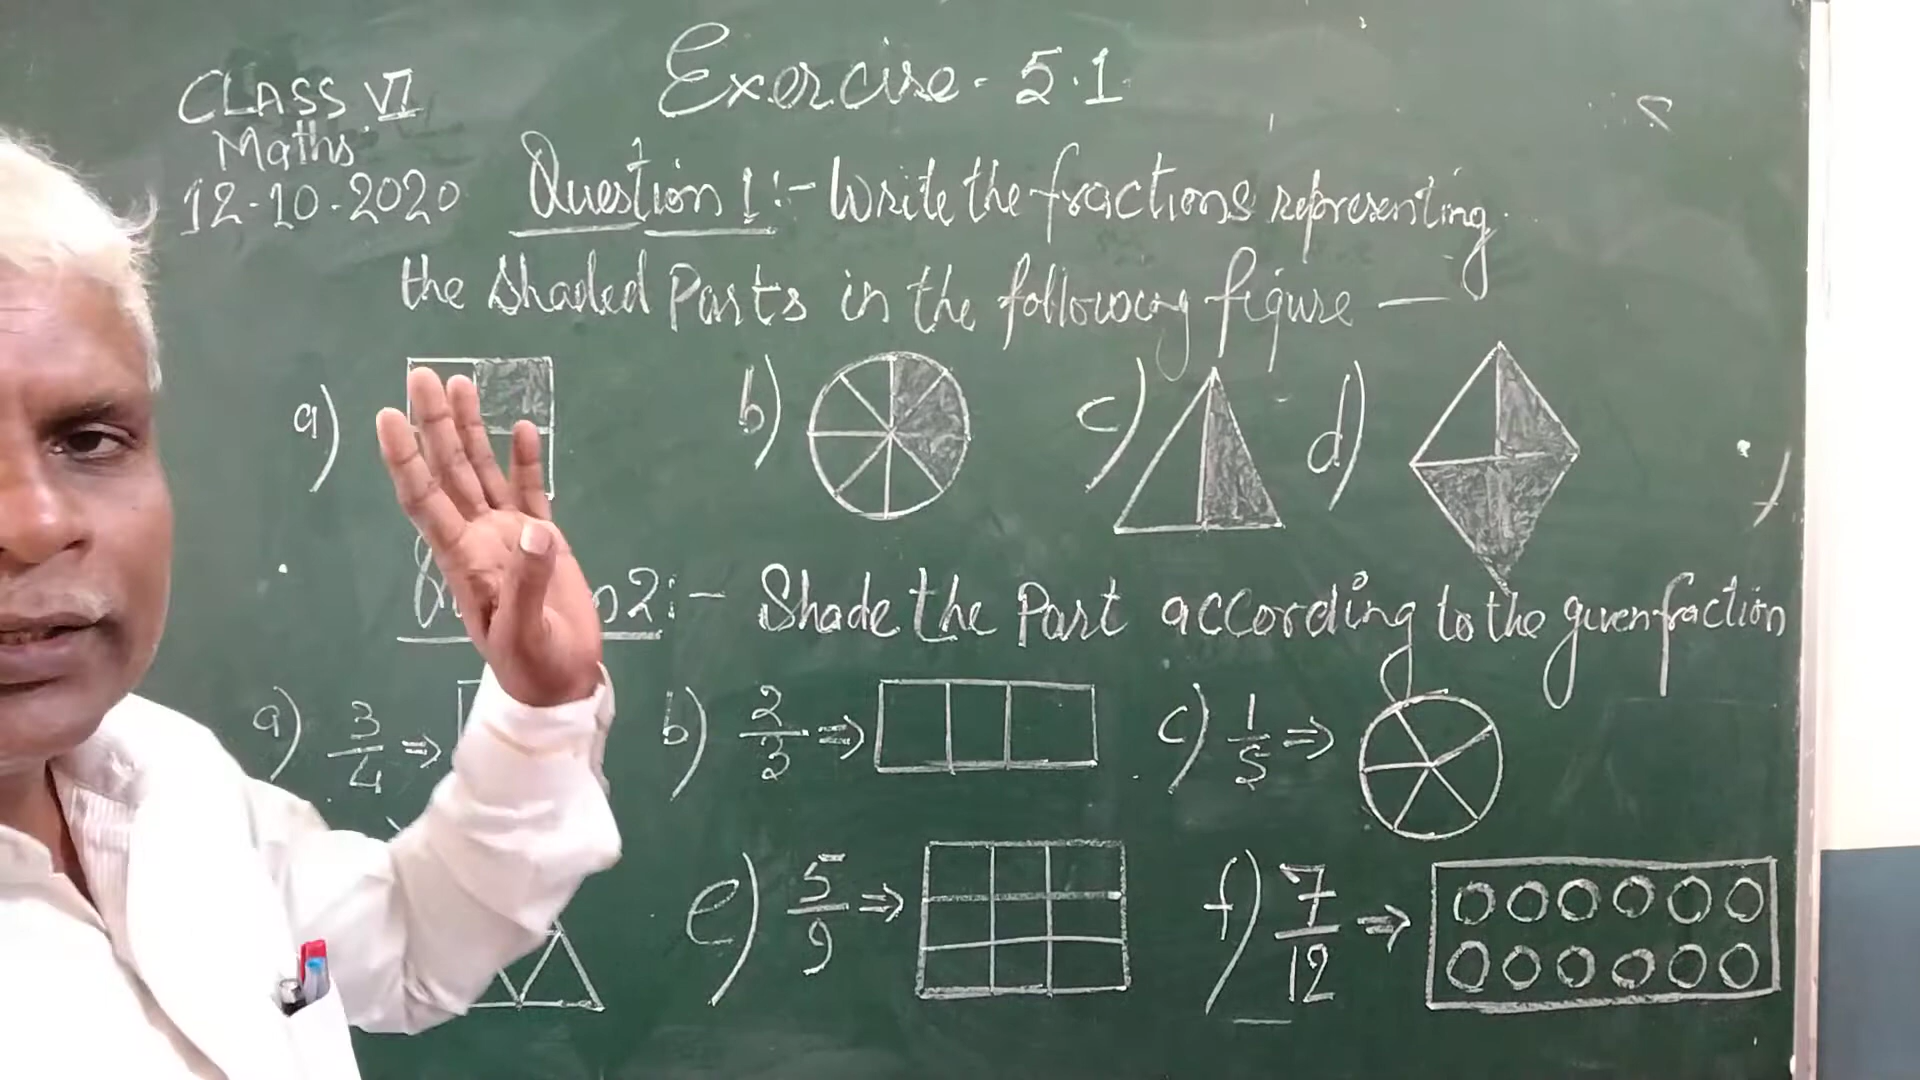 Exercise - 5.1
CLASS VI
Maths
12-10-2020
Question 1:- Write the fractions representing
the shaded Parts in the following figure —
a) b) c) d)
2:- Shade the Part according to the given fraction
a) 3/4 ⇒ b) 2/3 ⇒ c) 1/5 ⇒
e) 5/9 ⇒ f) 7/12 ⇒